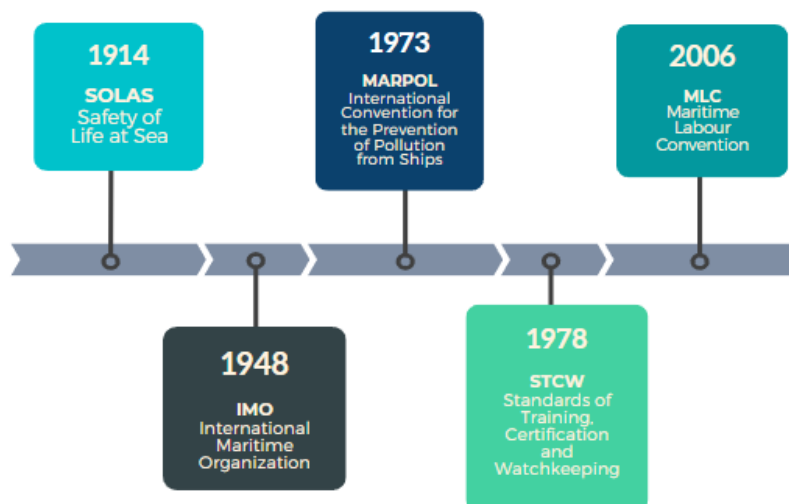 1914
SOLAS
Safety of
Life at Sea
1948
IMO
International
Maritime
Organization
1973
MARPOL
International
Convention for
the Prevention
of Pollution
from Ships
1978
STCW
Standards of
Training,
Certification
and
Watchkeeping
2006
MLC
Maritime
Labour
Convention